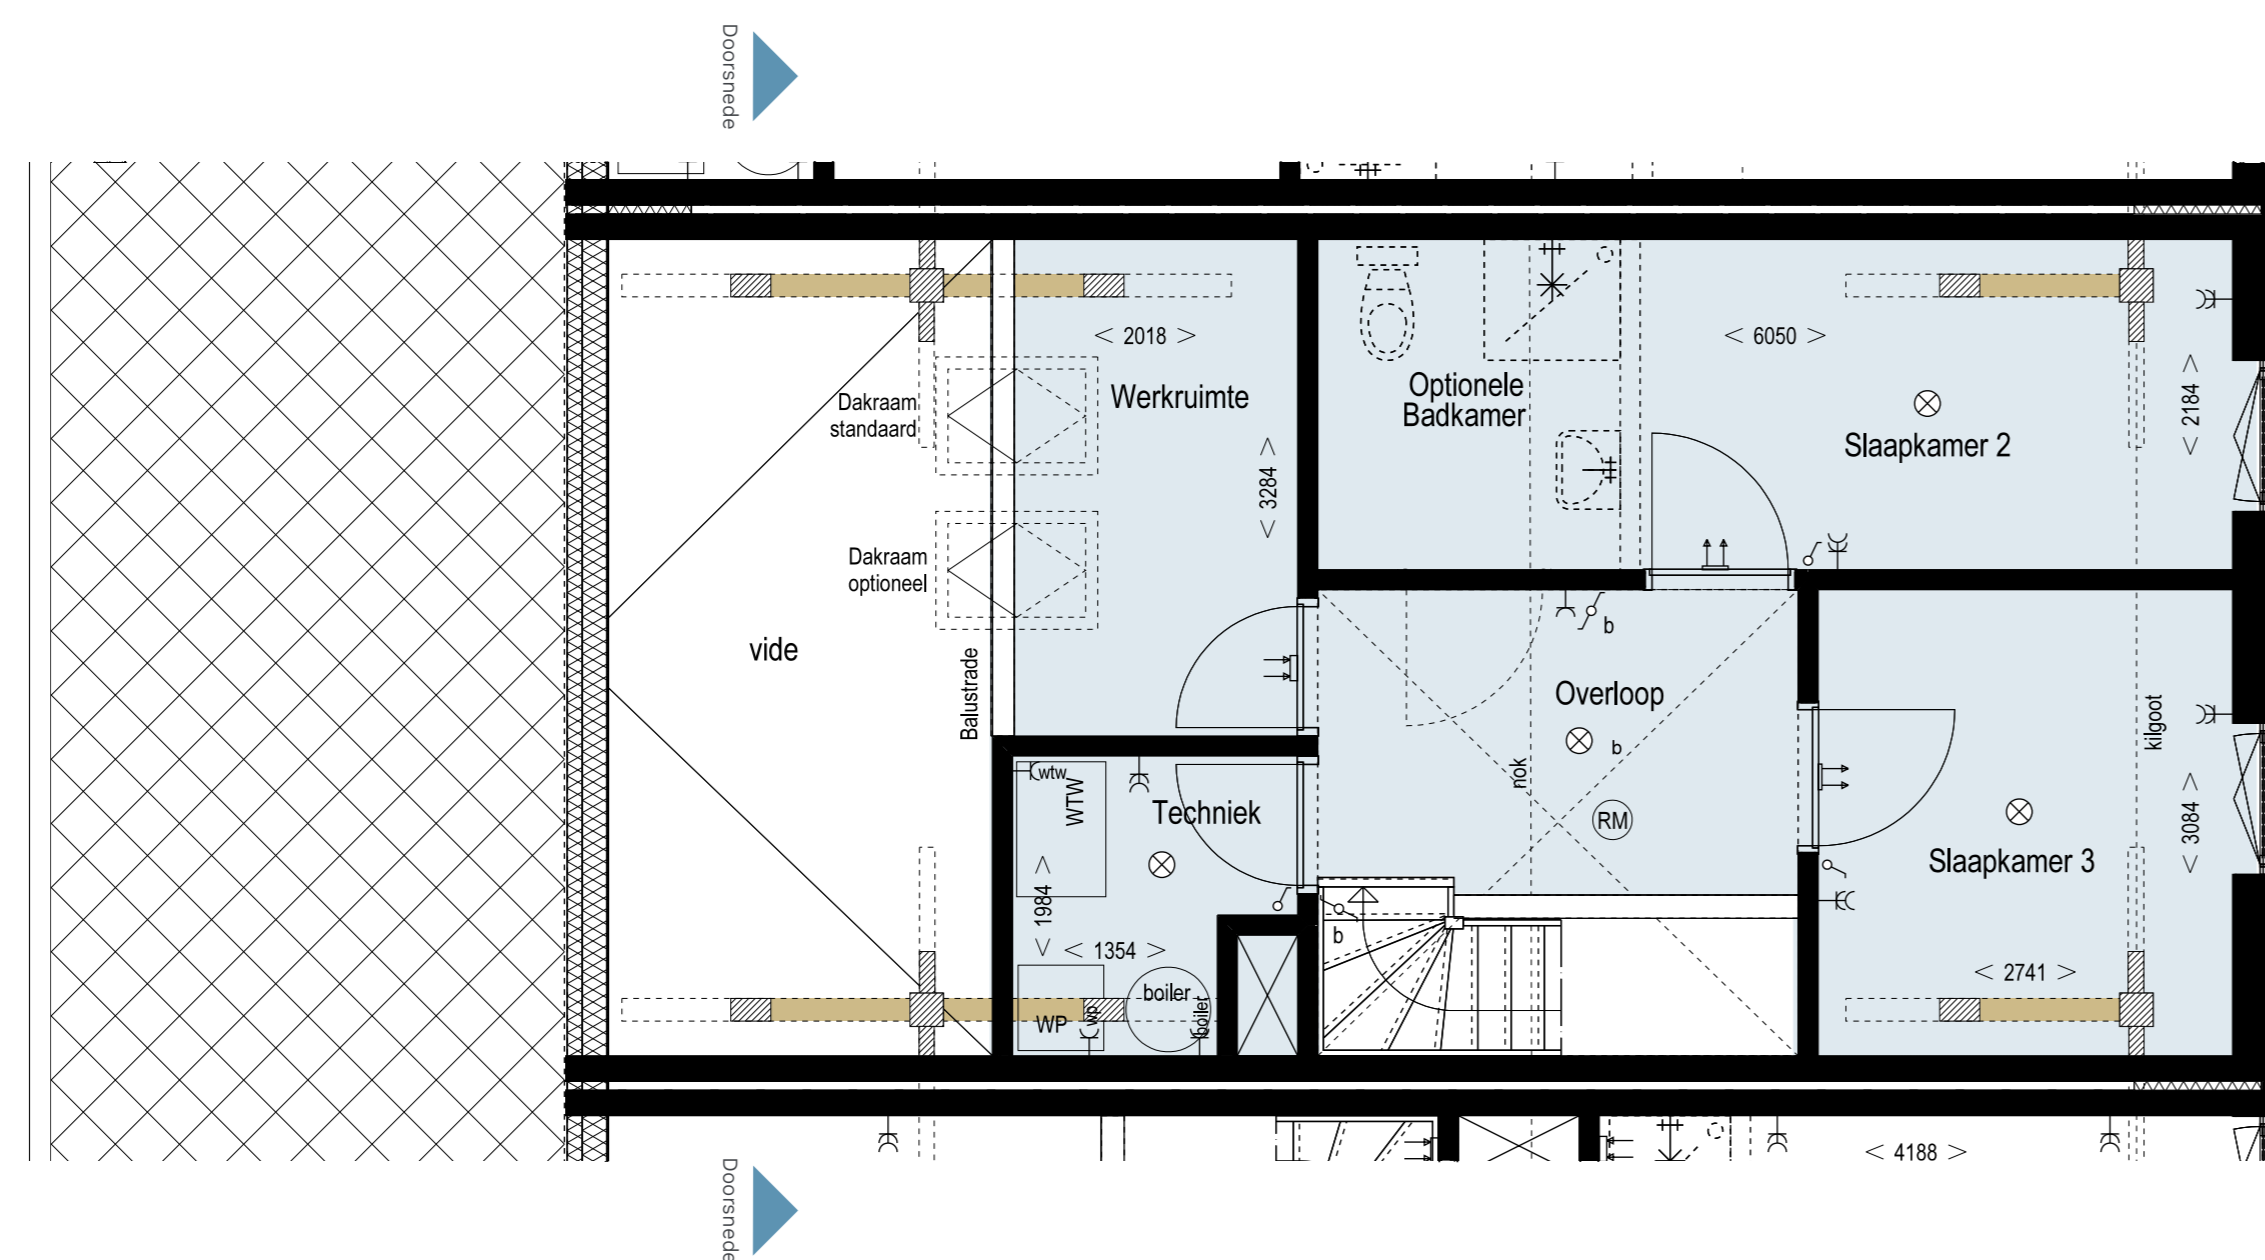 Doorsnede
< 2018 >
< 6050 >
Dakraam
standaard
Werkruimte
Optionele
Badkamer
< 2184 >
Slaapkamer 2
< 3284 >
Dakraam
optioneel
vide
Balustrade
b
Overloop
b
nok
RM
kilgoot
wtw
WTW
Techniek
< 3084 >
Slaapkamer 3
< 1984 >
< 1354 >
b
< 2741 >
boiler
WP
wp
boiler
< 4188 >
Doorsnede